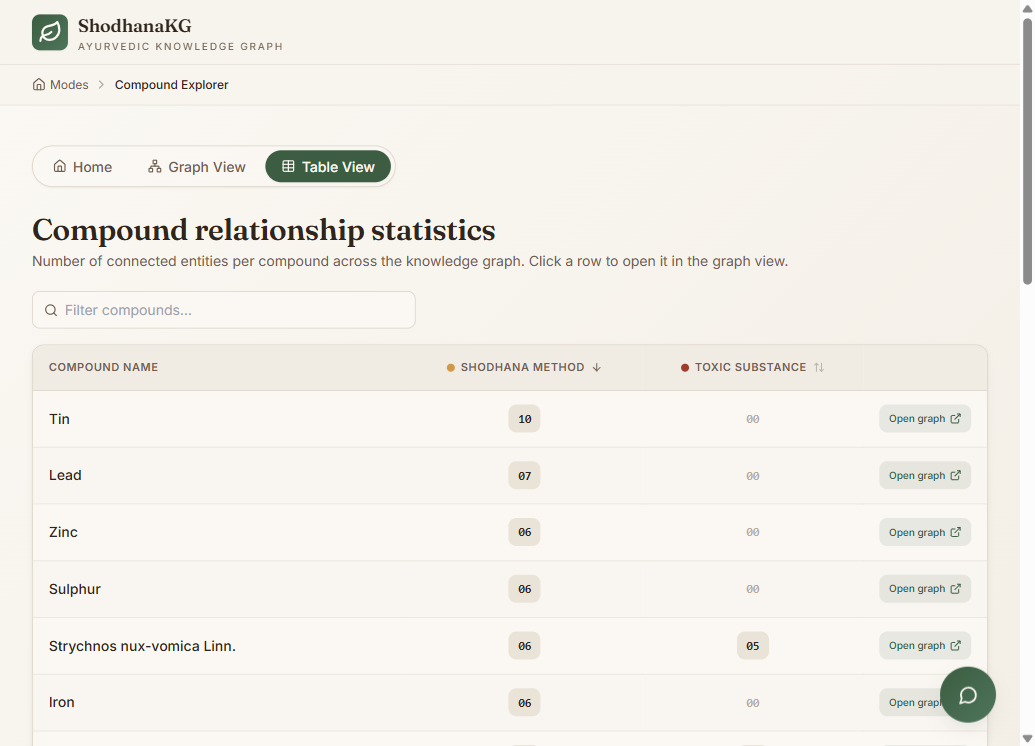 ShodhanaKG
AYURVEDIC KNOWLEDGE GRAPH
Modes > Compound Explorer
Home Graph View Table View
Compound relationship statistics
Number of connected entities per compound across the knowledge graph. Click a row to open it in the graph view.
Filter compounds...
COMPOUND NAME SHODHANA METHOD ↓ TOXIC SUBSTANCE ↑↓
Tin 10 00 Open graph
Lead 07 00 Open graph
Zinc 06 00 Open graph
Sulphur 06 00 Open graph
Strychnos nux-vomica Linn. 06 05 Open graph
Iron 06 00 Open graph